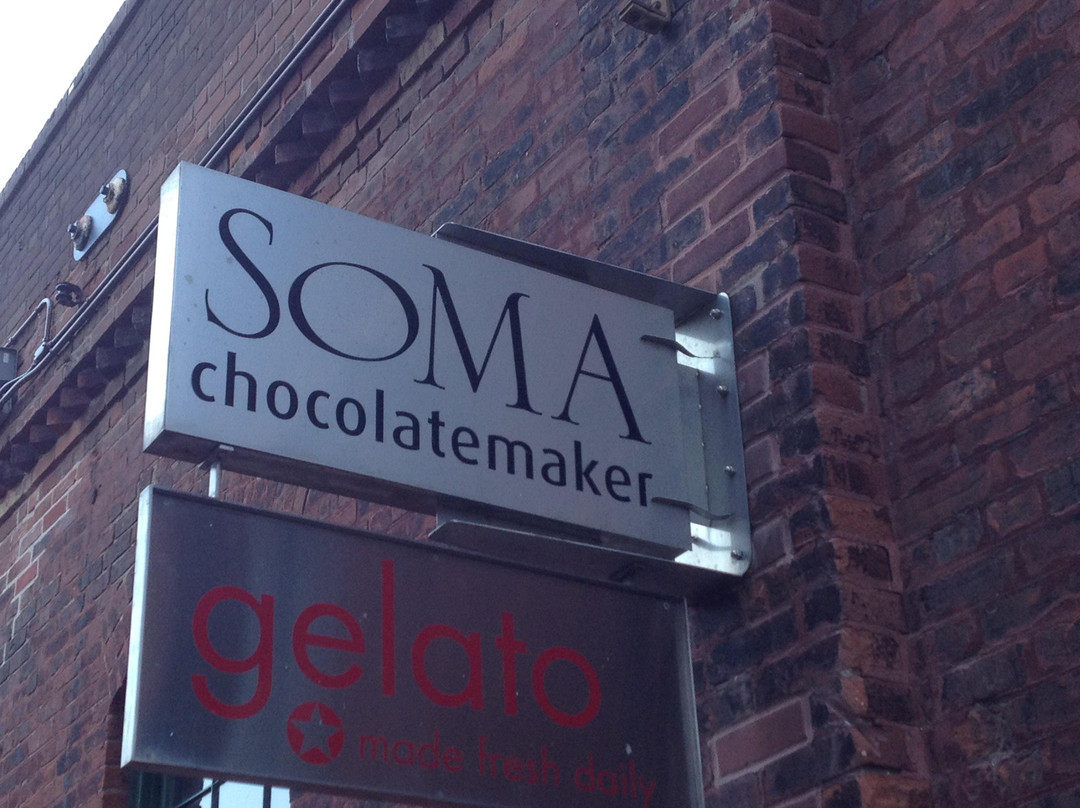 SOMA
chocolatemaker
gelato
made fresh daily